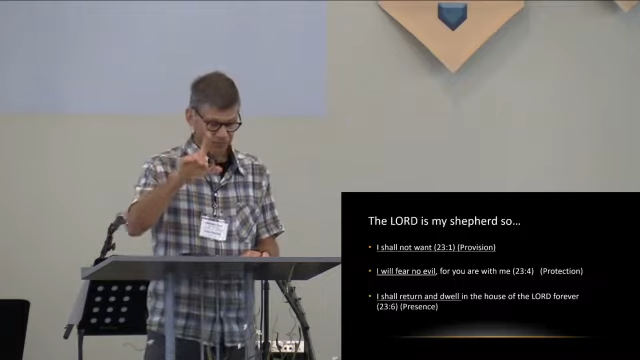 The LORD is my shepherd so…
• I shall not want (23:1) (Provision)
• I will fear no evil, for you are with me (23:4) (Protection)
• I shall return and dwell in the house of the LORD forever
(23:6) (Presence)